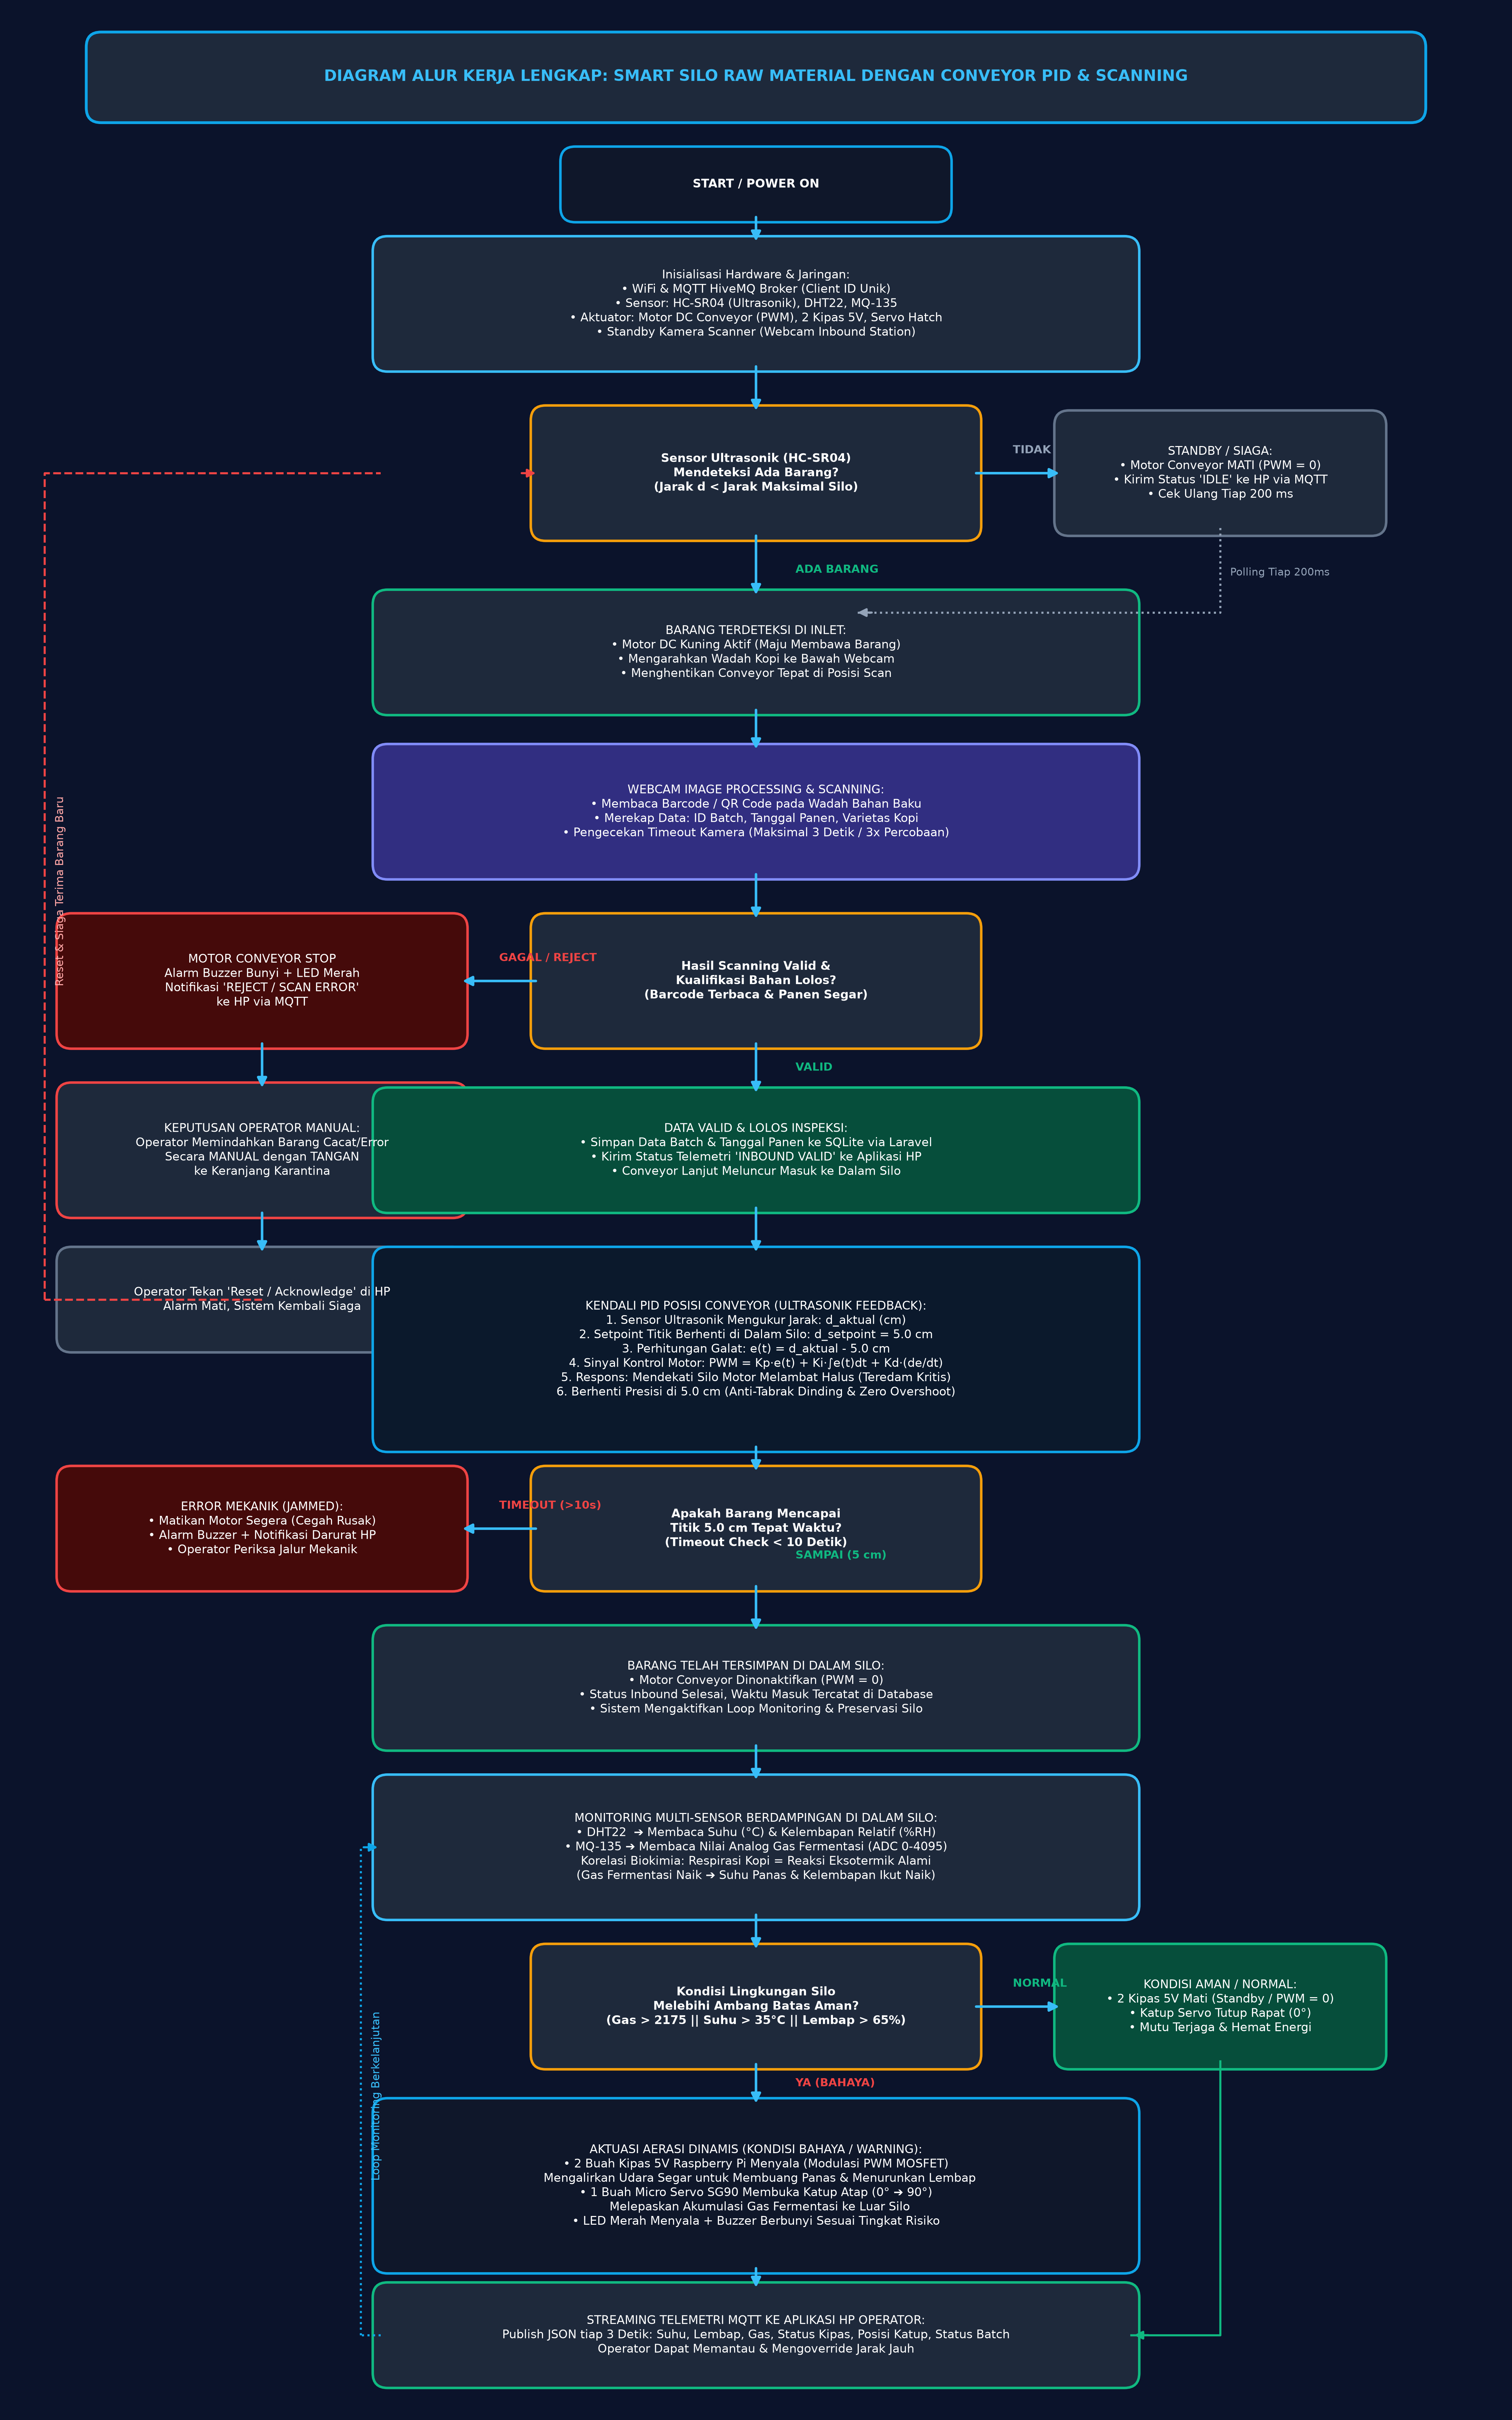 DIAGRAM ALUR KERJA LENGKAP: SMART SILO RAW MATERIAL DENGAN CONVEYOR PID & SCANNING
START / POWER ON
Inisialisasi Hardware & Jaringan:
• WiFi & MQTT HiveMQ Broker (Client ID Unik)
• Sensor: HC-SR04 (Ultrasonik), DHT22, MQ-135
• Aktuator: Motor DC Conveyor (PWM), 2 Kipas 5V, Servo Hatch
• Standby Kamera Scanner (Webcam Inbound Station)
Sensor Ultrasonik (HC-SR04)
Mendeteksi Ada Barang?
(Jarak d < Jarak Maksimal Silo)
TIDAK
STANDBY / SIAGA:
• Motor Conveyor MATI (PWM = 0)
• Kirim Status 'IDLE' ke HP via MQTT
• Cek Ulang Tiap 200 ms
ADA BARANG
Polling Tiap 200ms
BARANG TERDETEKSI DI INLET:
• Motor DC Kuning Aktif (Maju Membawa Barang)
• Mengarahkan Wadah Kopi ke Bawah Webcam
• Menghentikan Conveyor Tepat di Posisi Scan
WEBCAM IMAGE PROCESSING & SCANNING:
• Membaca Barcode / QR Code pada Wadah Bahan Baku
• Merekap Data: ID Batch, Tanggal Panen, Varietas Kopi
• Pengecekan Timeout Kamera (Maksimal 3 Detik / 3x Percobaan)
Reset & Siaga Terima Barang Baru
MOTOR CONVEYOR STOP
Alarm Buzzer Bunyi + LED Merah
Notifikasi 'REJECT / SCAN ERROR'
ke HP via MQTT
GAGAL / REJECT
Hasil Scanning Valid &
Kualifikasi Bahan Lolos?
(Barcode Terbaca & Panen Segar)
VALID
KEPUTUSAN OPERATOR MANUAL:
Operator Memindahkan Barang Cacat/Error
Secara MANUAL dengan TANGAN
ke Keranjang Karantina
DATA VALID & LOLOS INSPEKSI:
• Simpan Data Batch & Tanggal Panen ke SQLite via Laravel
• Kirim Status Telemetri 'INBOUND VALID' ke Aplikasi HP
• Conveyor Lanjut Meluncur Masuk ke Dalam Silo
Operator Tekan 'Reset / Acknowledge' di HP
Alarm Mati, Sistem Kembali Siaga
KENDALI PID POSISI CONVEYOR (ULTRASONIK FEEDBACK):
1. Sensor Ultrasonik Mengukur Jarak: d_aktual (cm)
2. Setpoint Titik Berhenti di Dalam Silo: d_setpoint = 5.0 cm
3. Perhitungan Galat: e(t) = d_aktual - 5.0 cm
4. Sinyal Kontrol Motor: PWM = Kp·e(t) + Ki·∫e(t)dt + Kd·(de/dt)
5. Respons: Mendekati Silo Motor Melambat Halus (Teredam Kritis)
6. Berhenti Presisi di 5.0 cm (Anti-Tabrak Dinding & Zero Overshoot)
ERROR MEKANIK (JAMMED):
• Matikan Motor Segera (Cegah Rusak)
• Alarm Buzzer + Notifikasi Darurat HP
• Operator Periksa Jalur Mekanik
TIMEOUT (>10s)
Apakah Barang Mencapai
Titik 5.0 cm Tepat Waktu?
(Timeout Check < 10 Detik)
SAMPAI (5 cm)
BARANG TELAH TERSIMPAN DI DALAM SILO:
• Motor Conveyor Dinonaktifkan (PWM = 0)
• Status Inbound Selesai, Waktu Masuk Tercatat di Database
• Sistem Mengaktifkan Loop Monitoring & Preservasi Silo
MONITORING MULTI-SENSOR BERDAMPINGAN DI DALAM SILO:
• DHT22 ➔ Membaca Suhu (°C) & Kelembapan Relatif (%RH)
• MQ-135 ➔ Membaca Nilai Analog Gas Fermentasi (ADC 0-4095)
Korelasi Biokimia: Respirasi Kopi = Reaksi Eksotermik Alami
(Gas Fermentasi Naik ➔ Suhu Panas & Kelembapan Ikut Naik)
Kondisi Lingkungan Silo
Melebihi Ambang Batas Aman?
(Gas > 2175 || Suhu > 35°C || Lembap > 65%)
NORMAL
KONDISI AMAN / NORMAL:
• 2 Kipas 5V Mati (Standby / PWM = 0)
• Katup Servo Tutup Rapat (0°)
• Mutu Terjaga & Hemat Energi
YA (BAHAYA)
Loop Monitoring Berkelanjutan
AKTUASI AERASI DINAMIS (KONDISI BAHAYA / WARNING):
• 2 Buah Kipas 5V Raspberry Pi Menyala (Modulasi PWM MOSFET)
Mengalirkan Udara Segar untuk Membuang Panas & Menurunkan Lembap
• 1 Buah Micro Servo SG90 Membuka Katup Atap (0° ➔ 90°)
Melepaskan Akumulasi Gas Fermentasi ke Luar Silo
• LED Merah Menyala + Buzzer Berbunyi Sesuai Tingkat Risiko
STREAMING TELEMETRI MQTT KE APLIKASI HP OPERATOR:
Publish JSON tiap 3 Detik: Suhu, Lembap, Gas, Status Kipas, Posisi Katup, Status Batch
Operator Dapat Memantau & Mengoverride Jarak Jauh